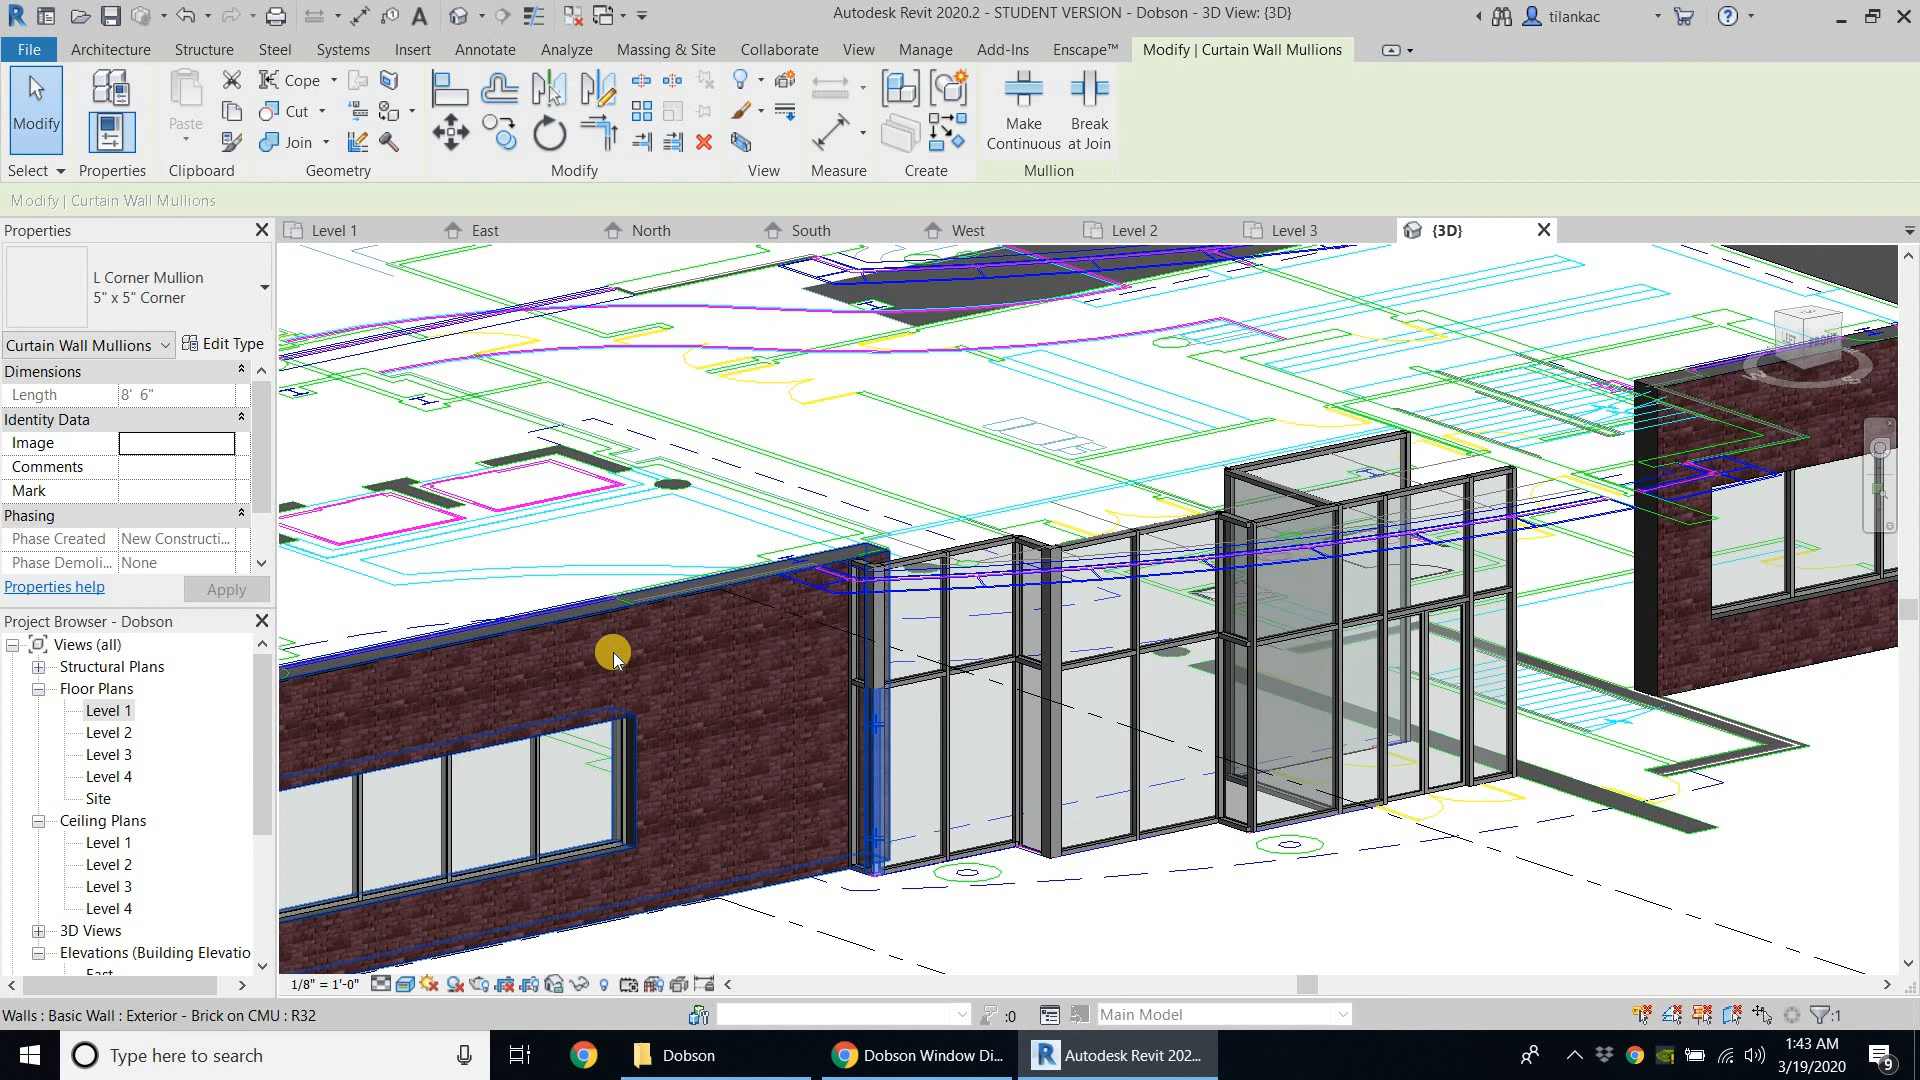 Autodesk Revit 2020.2 - STUDENT VERSION - Dobson - 3D View: {3D}
tilankac
File
Architecture
Structure
Steel
Systems
Insert
Annotate
Analyze
Massing & Site
Collaborate
View
Manage
Add-Ins
Enscape™
Modify | Curtain Wall Mullions
Modify
Paste
Cope
Cut
Join
Make Continuous
Break at Join
Select
Properties
Clipboard
Geometry
Modify
View
Measure
Create
Mullion
Modify | Curtain Wall Mullions
Properties
Level 1
East
North
South
West
Level 2
Level 3
{3D}
L Corner Mullion
5" x 5" Corner
Curtain Wall Mullions
Edit Type
Dimensions
Length 8' 6"
Identity Data
Image
Comments
Mark
Phasing
Phase Created New Constructi...
Phase Demoli... None
Properties help
Apply
Project Browser - Dobson
Views (all)
Structural Plans
Floor Plans
Level 1
Level 2
Level 3
Level 4
Site
Ceiling Plans
Level 1
Level 2
Level 3
Level 4
3D Views
Elevations (Building Elevatio
East
FRONT
1/8" = 1'-0"
Walls : Basic Wall : Exterior - Brick on CMU : R32
:0
Main Model
:1
Type here to search
Dobson
Dobson Window Di...
Autodesk Revit 202...
1:43 AM
3/19/2020
9